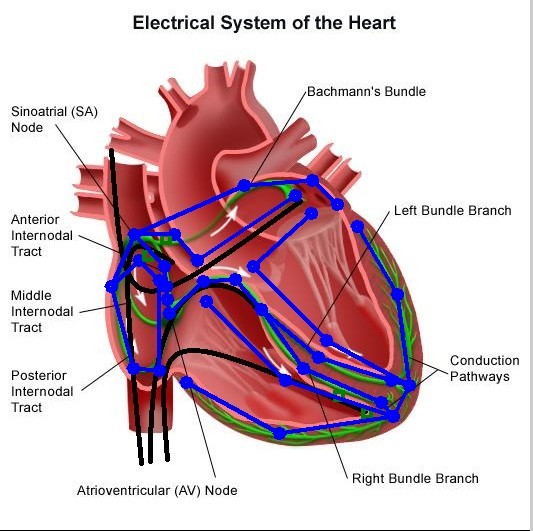 Electrical System of the Heart
Bachmann's Bundle
Sinoatrial (SA)
Node
Left Bundle Branch
Anterior
Internodal
Tract
Middle
Internodal
Tract
Conduction
Pathways
Posterior
Internodal
Tract
Right Bundle Branch
Atrioventricular (AV) Node